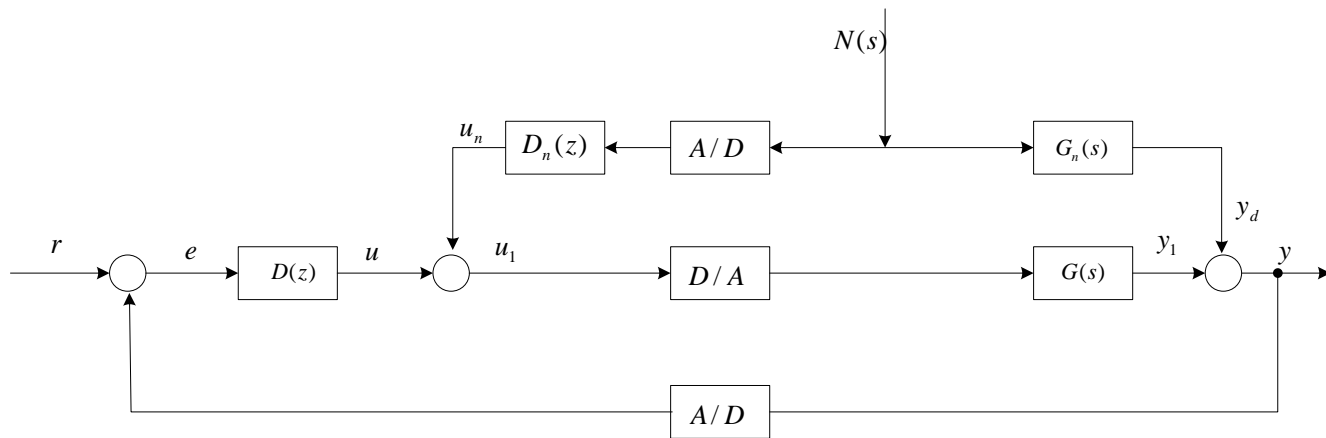 N(s)
u_n
D_n(z)
A/D
G_n(s)
y_d
r
e
D(z)
u
u_1
D/A
G(s)
y_1
y
A/D